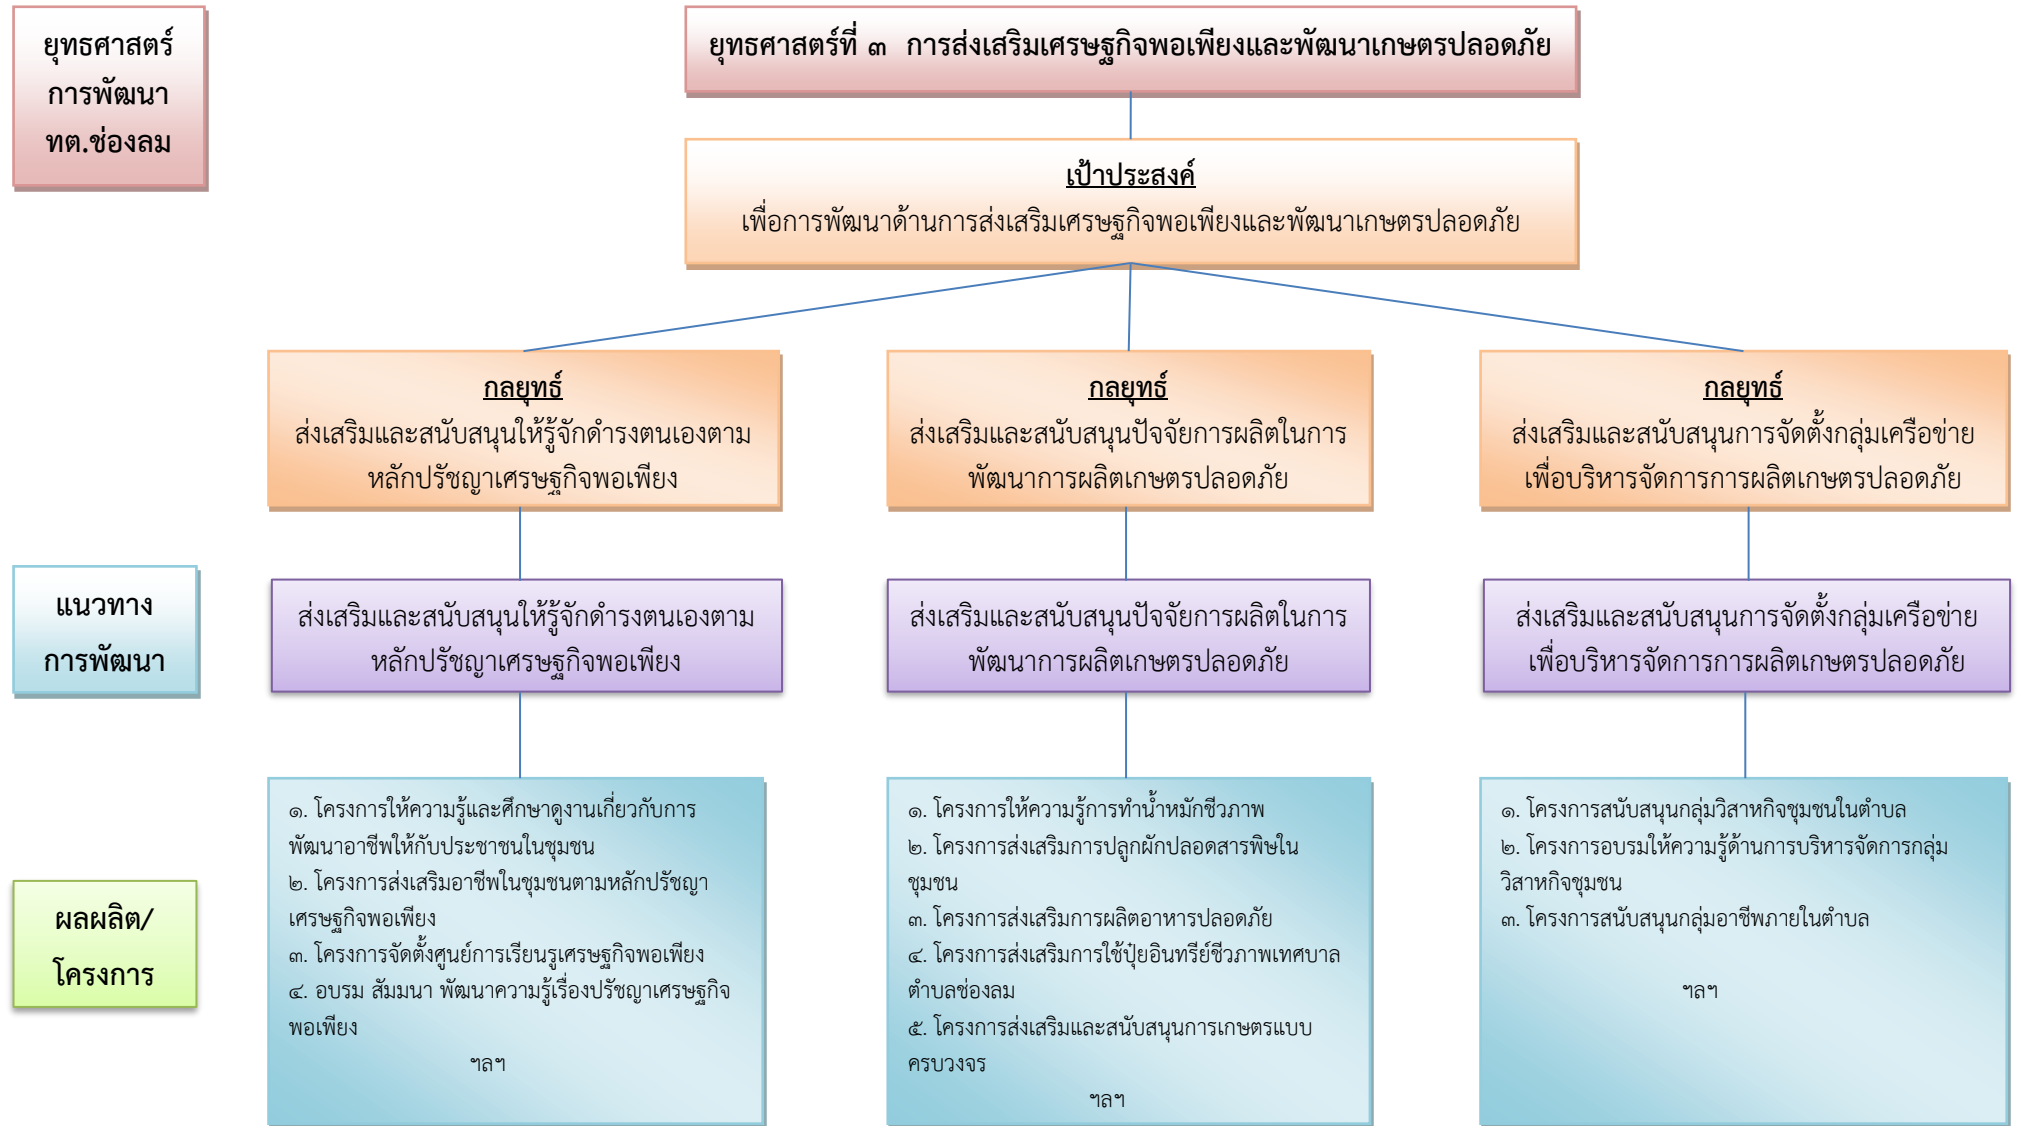 ยุทธศาสตร์
การพัฒนา
ทต.ช่องลม
ยุทธศาสตร์ที่ ๓  การส่งเสริมเศรษฐกิจพอเพียงและพัฒนาเกษตรปลอดภัย
เป้าประสงค์
เพื่อการพัฒนาด้านการส่งเสริมเศรษฐกิจพอเพียงและพัฒนาเกษตรปลอดภัย
กลยุทธ์
ส่งเสริมและสนับสนุนให้รู้จักดำรงตนเองตาม
หลักปรัชญาเศรษฐกิจพอเพียง
กลยุทธ์
ส่งเสริมและสนับสนุนปัจจัยการผลิตในการ
พัฒนาการผลิตเกษตรปลอดภัย
กลยุทธ์
ส่งเสริมและสนับสนุนการจัดตั้งกลุ่มเครือข่าย
เพื่อบริหารจัดการการผลิตเกษตรปลอดภัย
แนวทาง
การพัฒนา
ส่งเสริมและสนับสนุนให้รู้จักดำรงตนเองตาม
หลักปรัชญาเศรษฐกิจพอเพียง
ส่งเสริมและสนับสนุนปัจจัยการผลิตในการ
พัฒนาการผลิตเกษตรปลอดภัย
ส่งเสริมและสนับสนุนการจัดตั้งกลุ่มเครือข่าย
เพื่อบริหารจัดการการผลิตเกษตรปลอดภัย
ผลผลิต/
โครงการ
๑. โครงการให้ความรู้และศึกษาดูงานเกี่ยวกับการ
พัฒนาอาชีพให้กับประชาชนในชุมชน
๒. โครงการส่งเสริมอาชีพในชุมชนตามหลักปรัชญา
เศรษฐกิจพอเพียง
๓. โครงการจัดตั้งศูนย์การเรียนรูเศรษฐกิจพอเพียง
๔. อบรม สัมมนา พัฒนาความรู้เรื่องปรัชญาเศรษฐกิจ
พอเพียง
ฯลฯ
๑. โครงการให้ความรู้การทำน้ำหมักชีวภาพ
๒. โครงการส่งเสริมการปลูกผักปลอดสารพิษใน
ชุมชน
๓. โครงการส่งเสริมการผลิตอาหารปลอดภัย
๔. โครงการส่งเสริมการใช้ปุ๋ยอินทรีย์ชีวภาพเทศบาล
ตำบลช่องลม
๕. โครงการส่งเสริมและสนับสนุนการเกษตรแบบ
ครบวงจร
ฯลฯ
๑. โครงการสนับสนุนกลุ่มวิสาหกิจชุมชนในตำบล
๒. โครงการอบรมให้ความรู้ด้านการบริหารจัดการกลุ่ม
วิสาหกิจชุมชน
๓. โครงการสนับสนุนกลุ่มอาชีพภายในตำบล
ฯลฯ